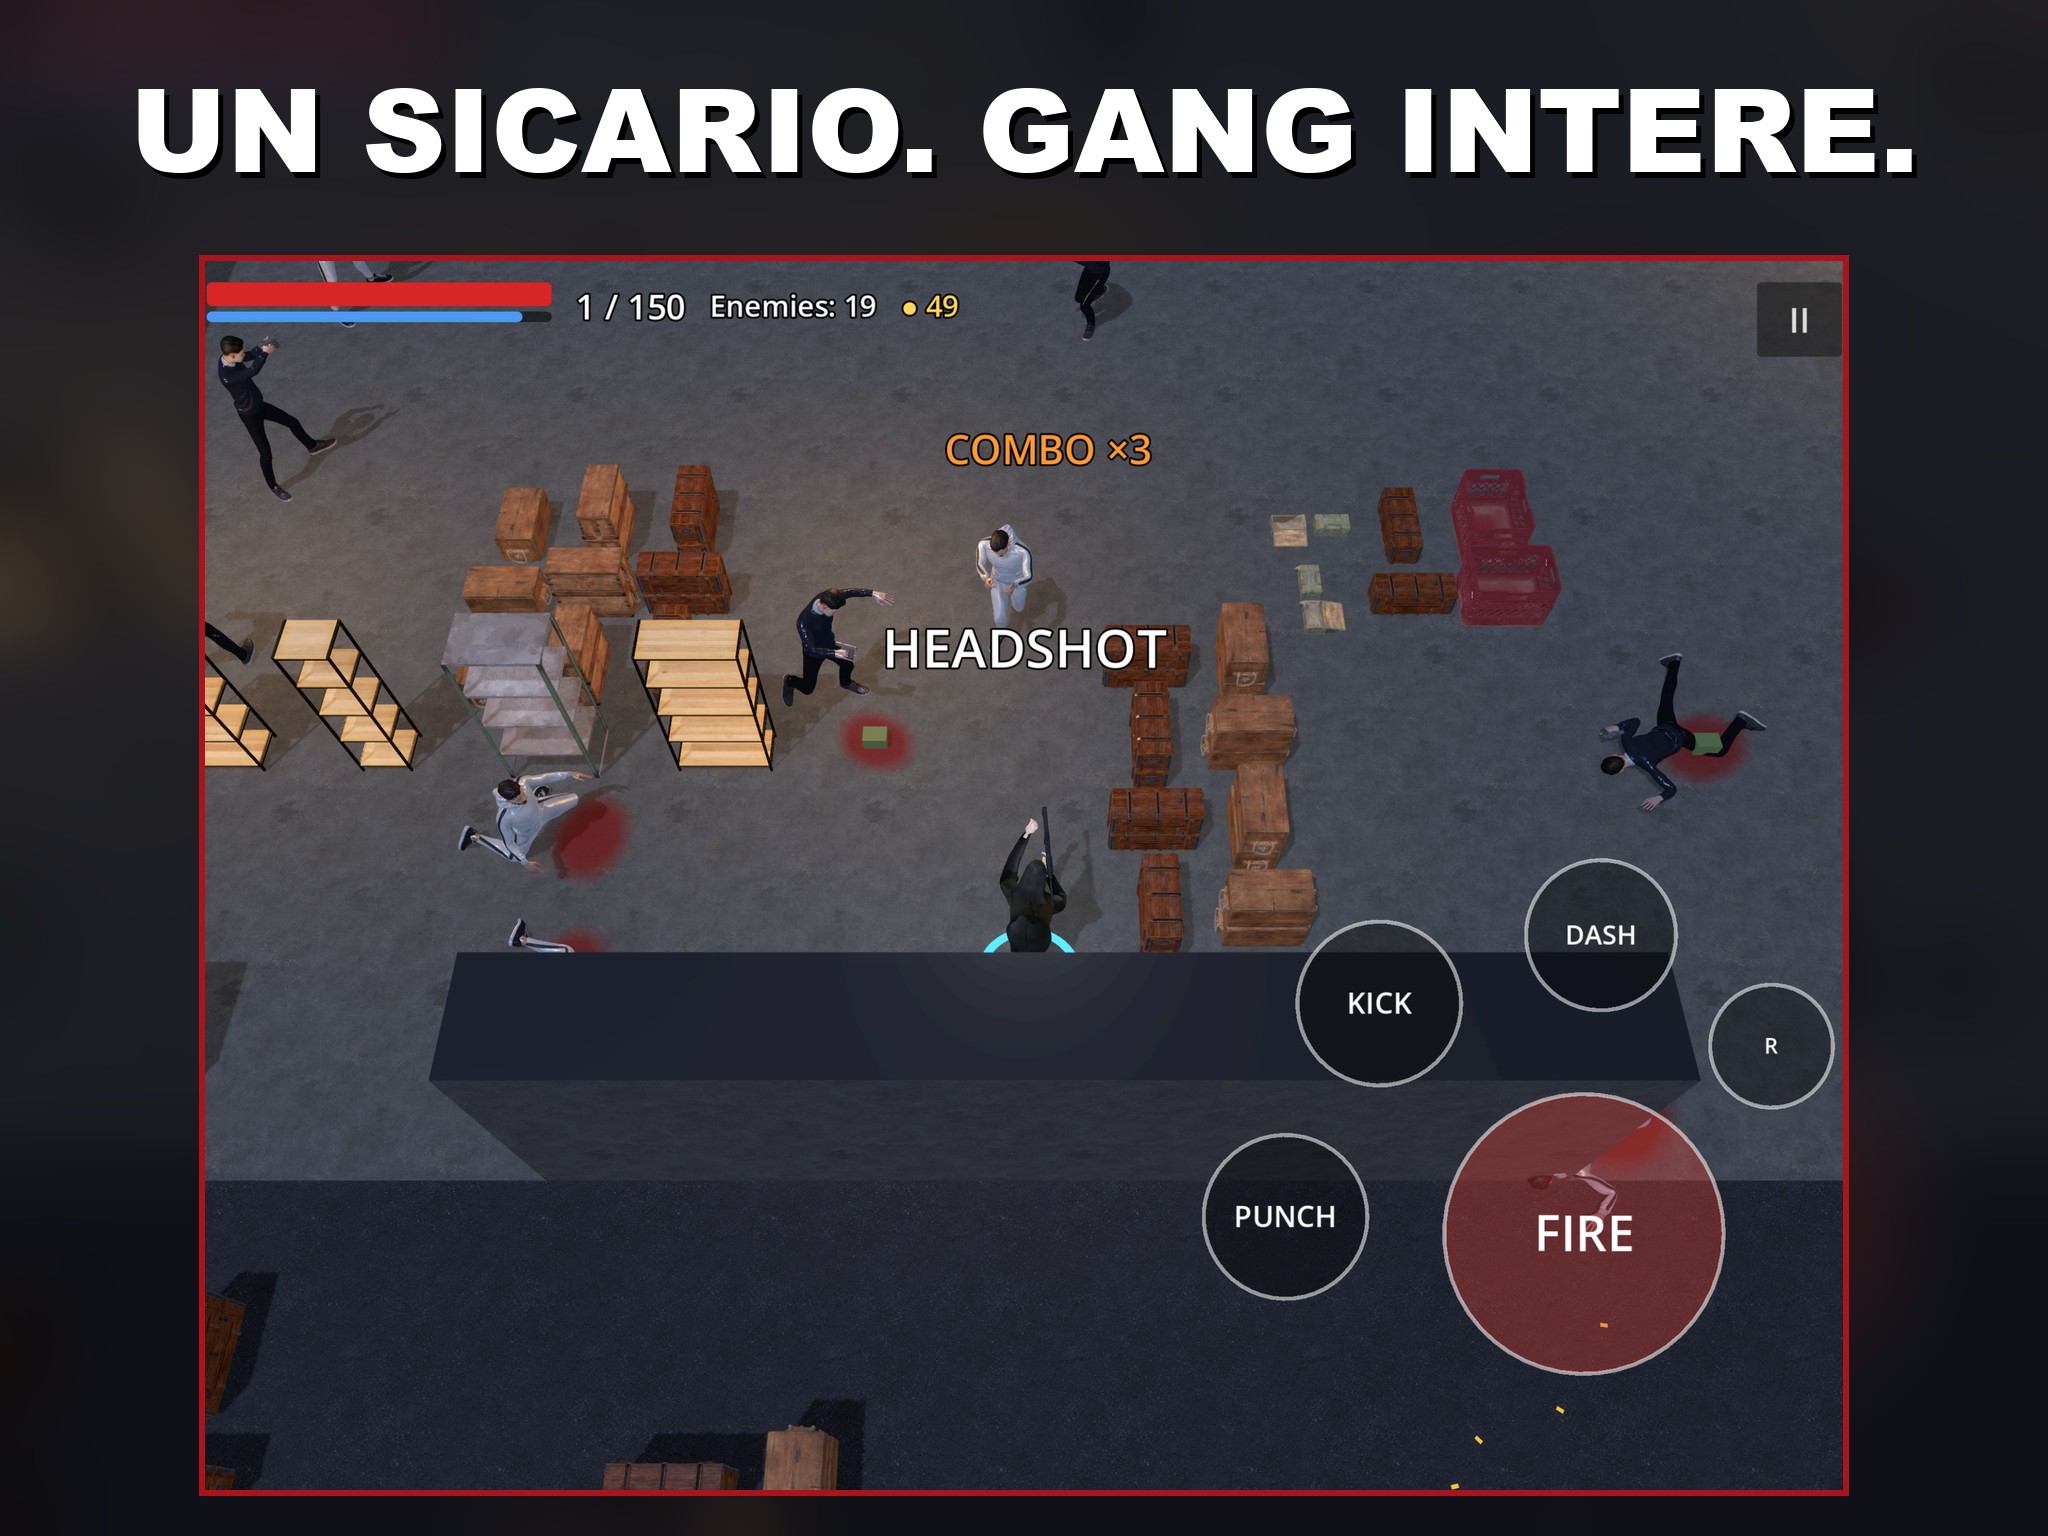 UN SICARIO. GANG INTERE.
1 / 150 Enemies: 19 49
COMBO ×3
HEADSHOT
DASH
KICK
R
PUNCH
FIRE